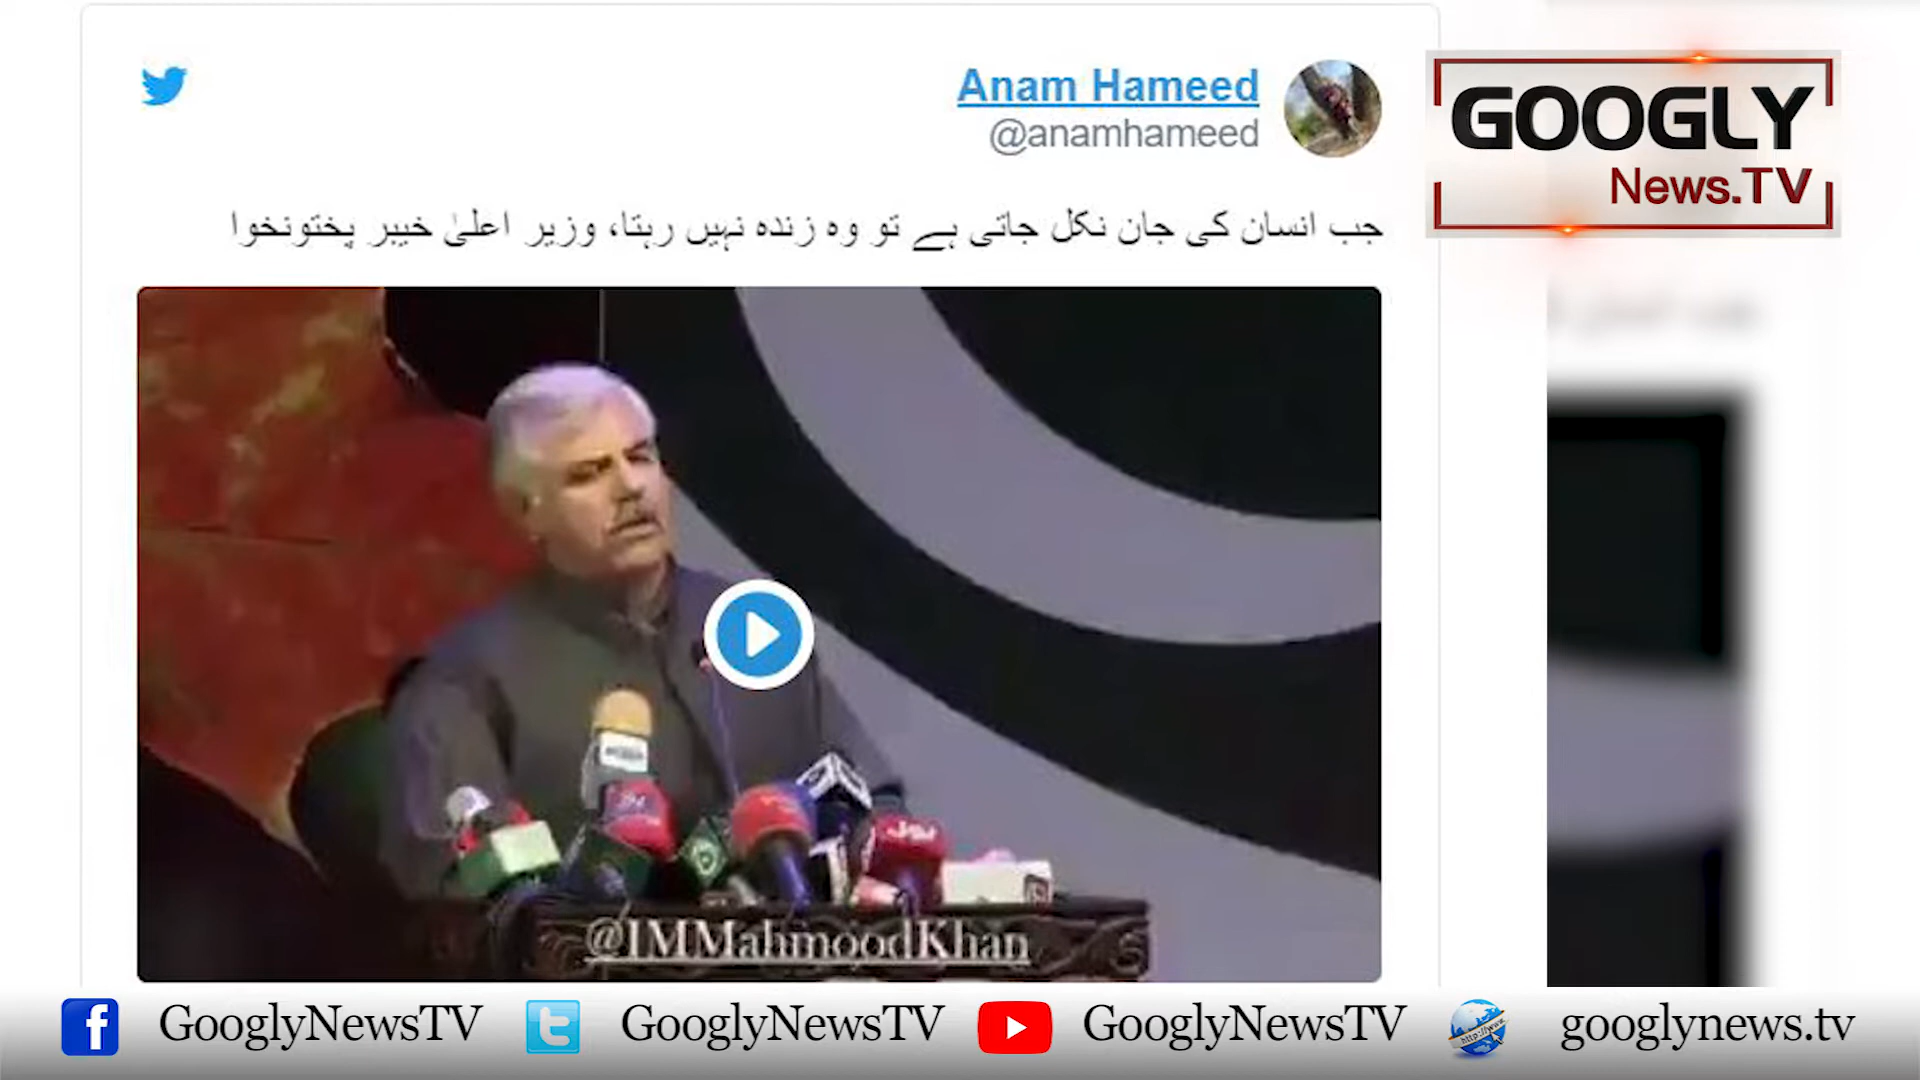 Anam Hameed
@anamhameed
جب انسان کی جان نکل جاتی ہے تو وہ زندہ نہیں رہتا، وزیر اعلیٰ خیبر پختونخوا
GOOGLY
News.TV
بول
@IMMahmoodKhan
GooglyNewsTV
GooglyNewsTV
GooglyNewsTV
googlynews.tv